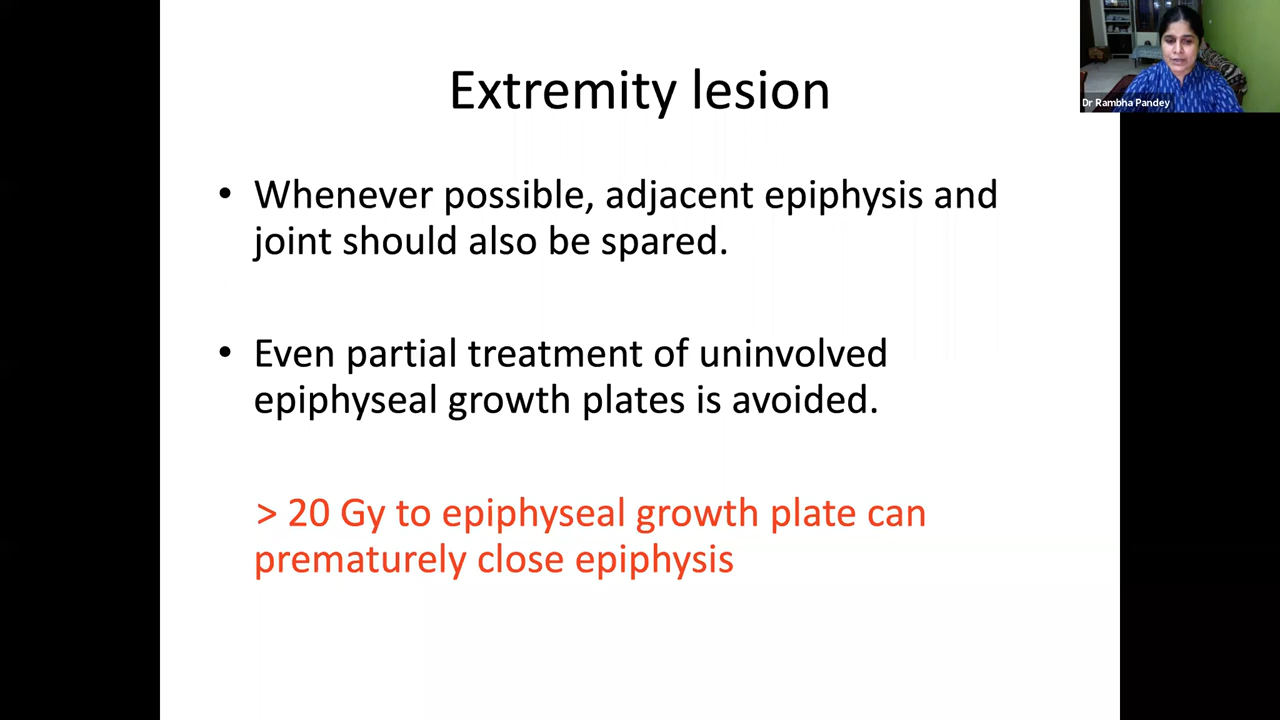 Extremity lesion
Dr Rambha Pandey
• Whenever possible, adjacent epiphysis and
joint should also be spared.
• Even partial treatment of uninvolved
epiphyseal growth plates is avoided.
> 20 Gy to epiphyseal growth plate can
prematurely close epiphysis